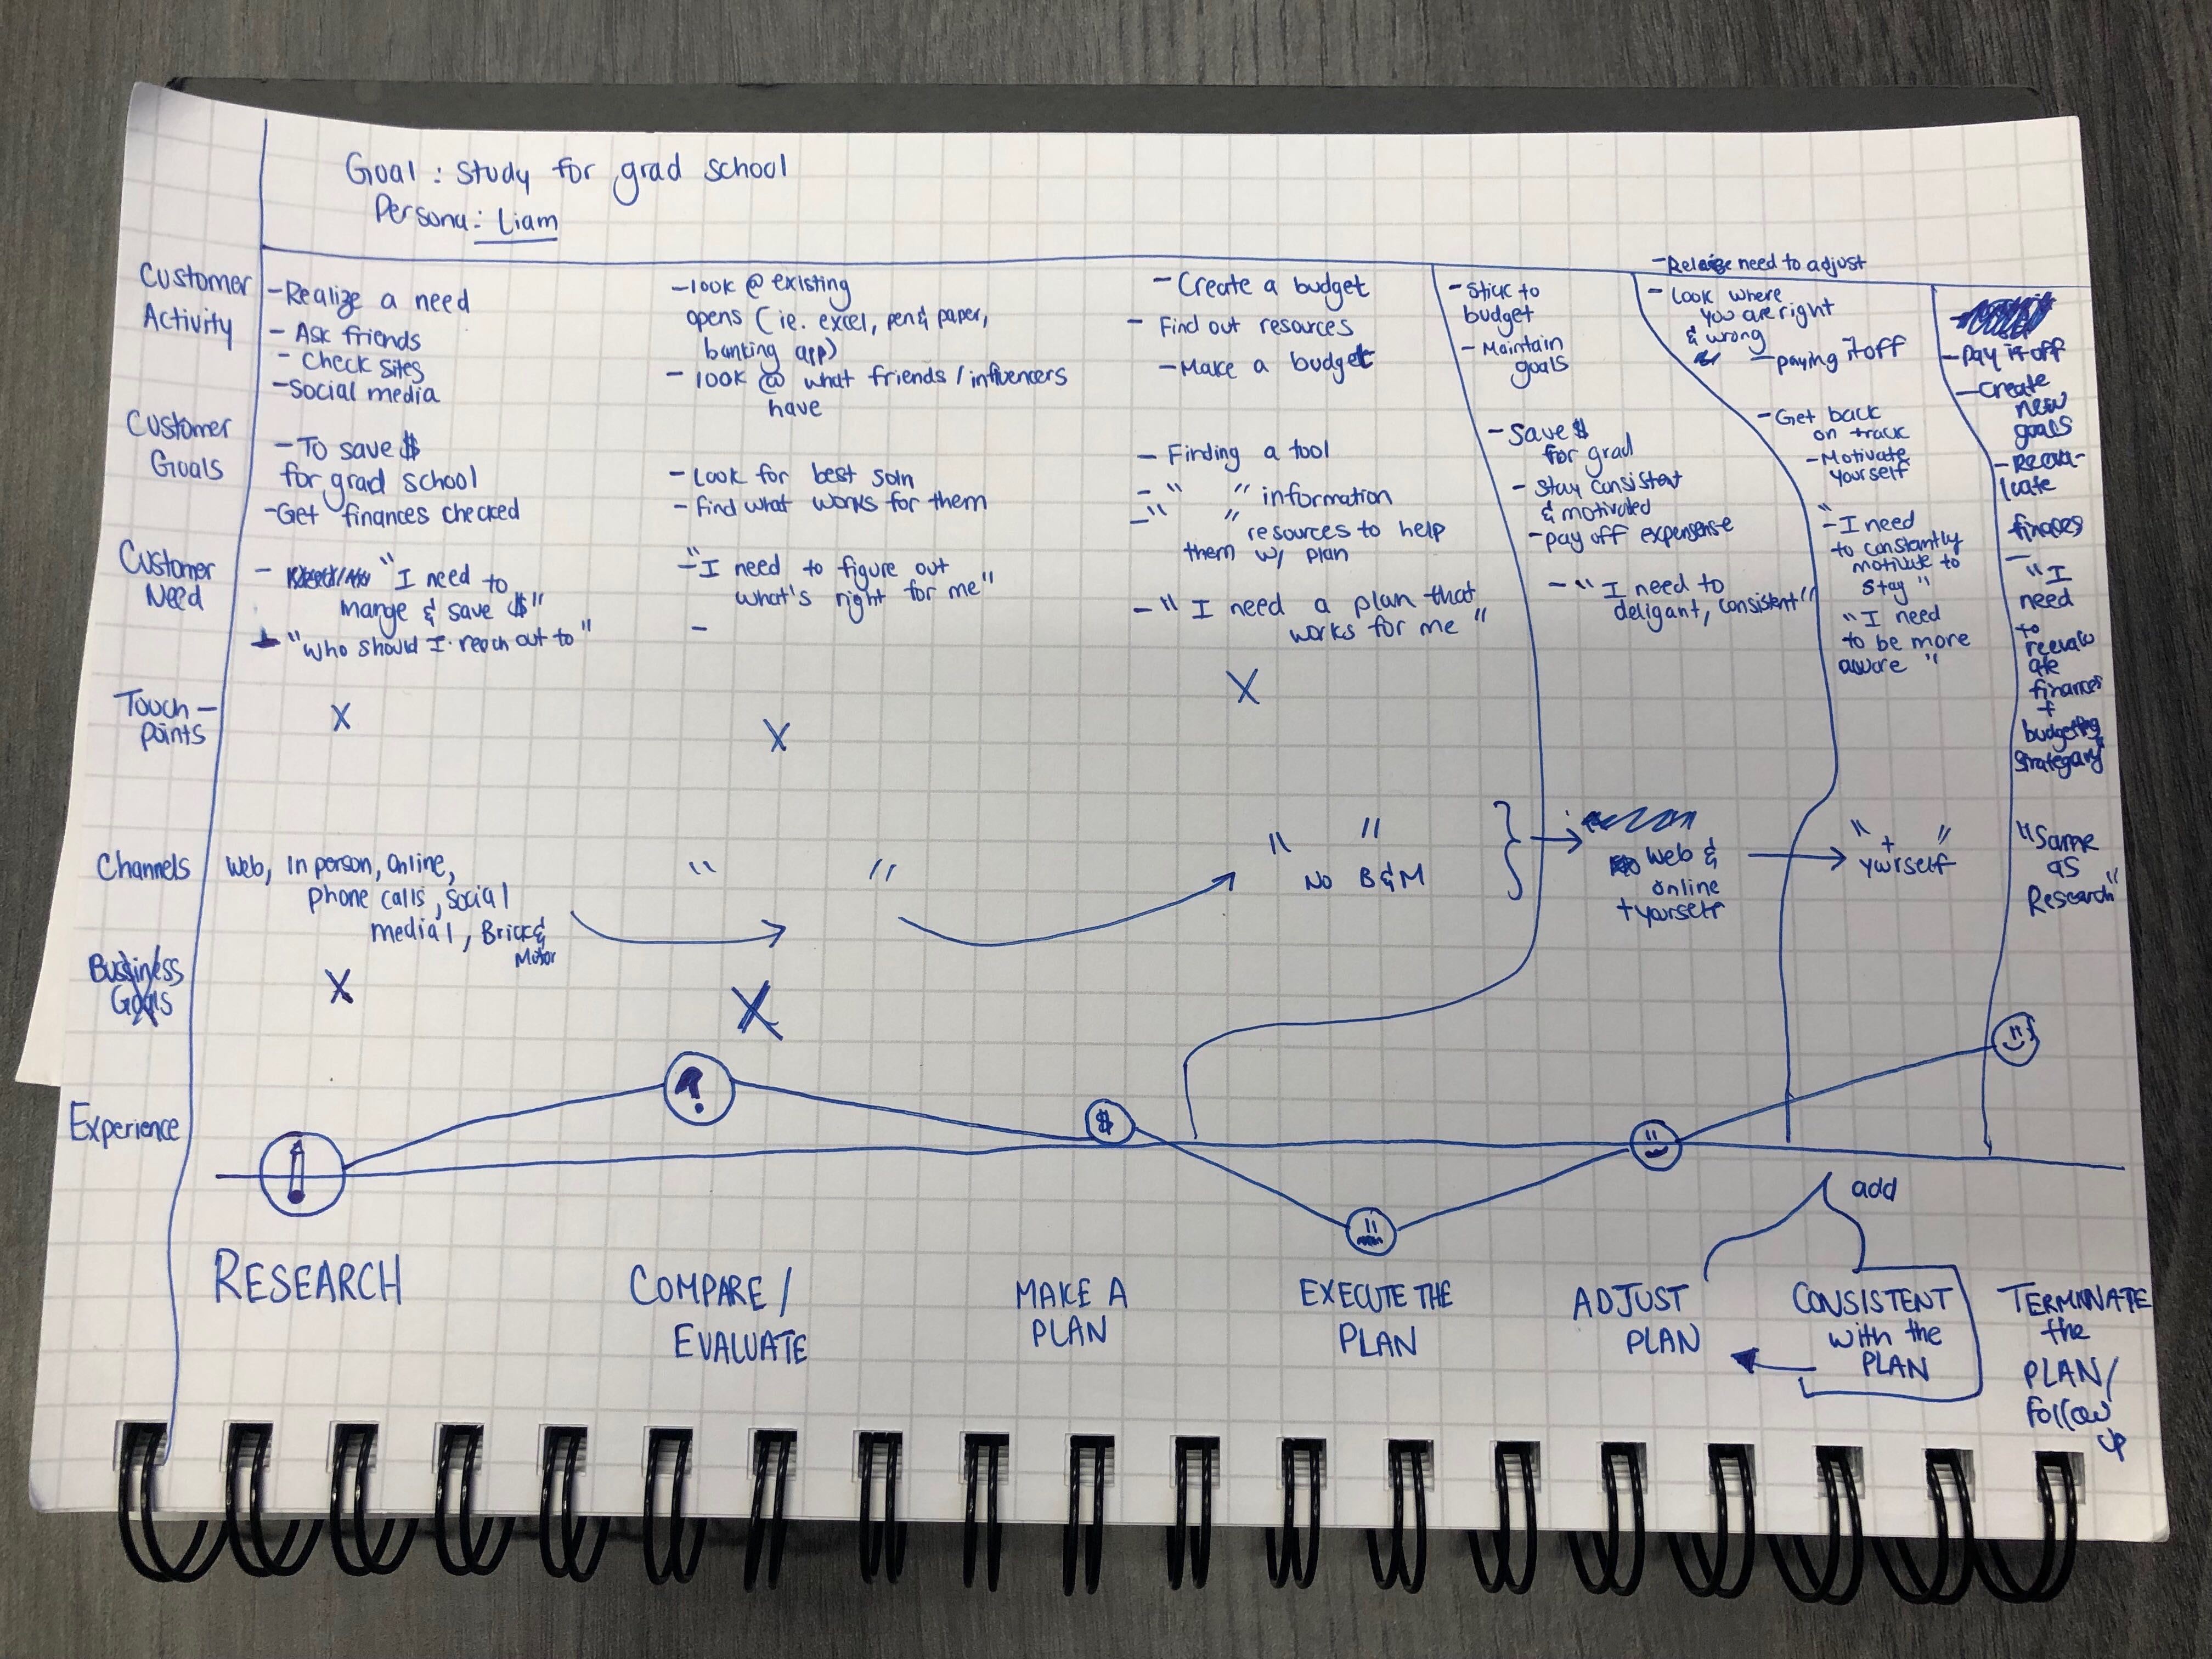 Goal : Study for grad school
Persona: Liam
Customer
Activity
-Realize a need
- Ask friends
- Check sites
-Social media
-look @ existing
opens (ie. excel, pen & paper,
banking app)
- look @ what friends / influencers
have
- Create a budget
- Find out resources
-Make a budget
-Stick to
budget
-Maintain
goals
need to adjust
- Look where
you are right
& wrong
-paying it off
-pay it off
-Create
new
goals
Customer
Goals
-To save $
for grad school
-Get finances checked
- Look for best soln
- Find what works for them
- Finding a tool
- " " information
-" " resources to help
them w/ plan
- Save $
for grad
- Stay consistent
& motivated
-pay off expensense
-Get back
on track
-Motivate
yourself
-Reeva-
luate
finances
Customer
Need
- "I need to
mange & save $"
- "who should I reach out to"
-"I need to figure out
what's right for me"
-
-" I need a plan that
works for me "
- " I need to
deligant, consistent"
-I need
to constantly
motivate to
stay "
"I need
to be more
aware "
- "I
need
to
reevalu
ate
finances
+
budgeting
Touch-
points
X
X
X
Channels
Web, In person, Online,
phone calls, social
medial, Brick &
Motor
" "
" "
No B&M
Web &
online
+ yourself
" + "
yourself
"Same
as
Research"
Bussiness
Goals
X
X
Experience
!
?
$
add
RESEARCH
COMPARE /
EVALUATE
MAKE A
PLAN
EXECUTE THE
PLAN
ADJUST
PLAN
CONSISTENT
with the
PLAN
TERMINATE
the
PLAN/
Follow
up